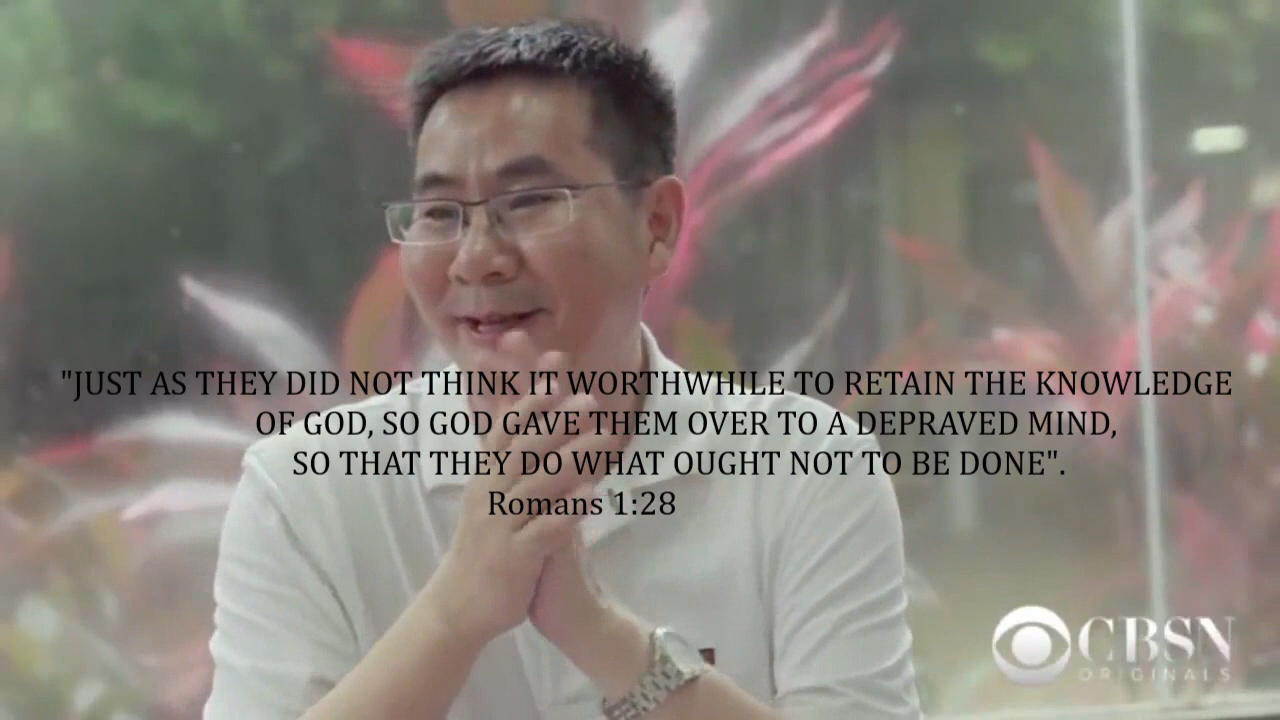 "JUST AS THEY DID NOT THINK IT WORTHWHILE TO RETAIN THE KNOWLEDGE
OF GOD, SO GOD GAVE THEM OVER TO A DEPRAVED MIND,
SO THAT THEY DO WHAT OUGHT NOT TO BE DONE".
Romans 1:28
CBSN
ORIGINALS